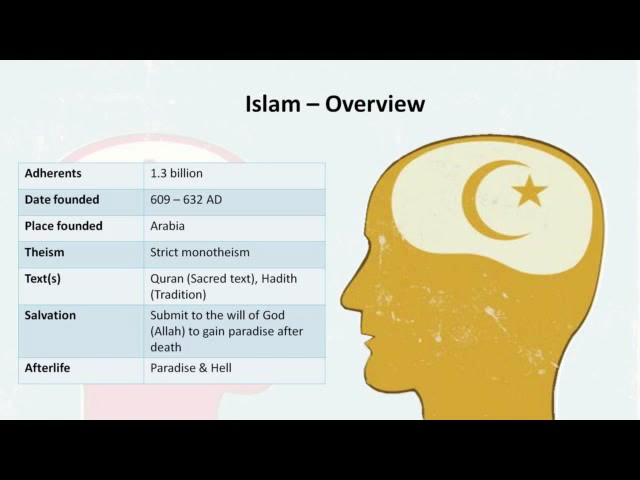 Islam – Overview
Adherents 1.3 billion
Date founded 609 – 632 AD
Place founded Arabia
Theism Strict monotheism
Text(s) Quran (Sacred text), Hadith
(Tradition)
Salvation Submit to the will of God
(Allah) to gain paradise after
death
Afterlife Paradise & Hell